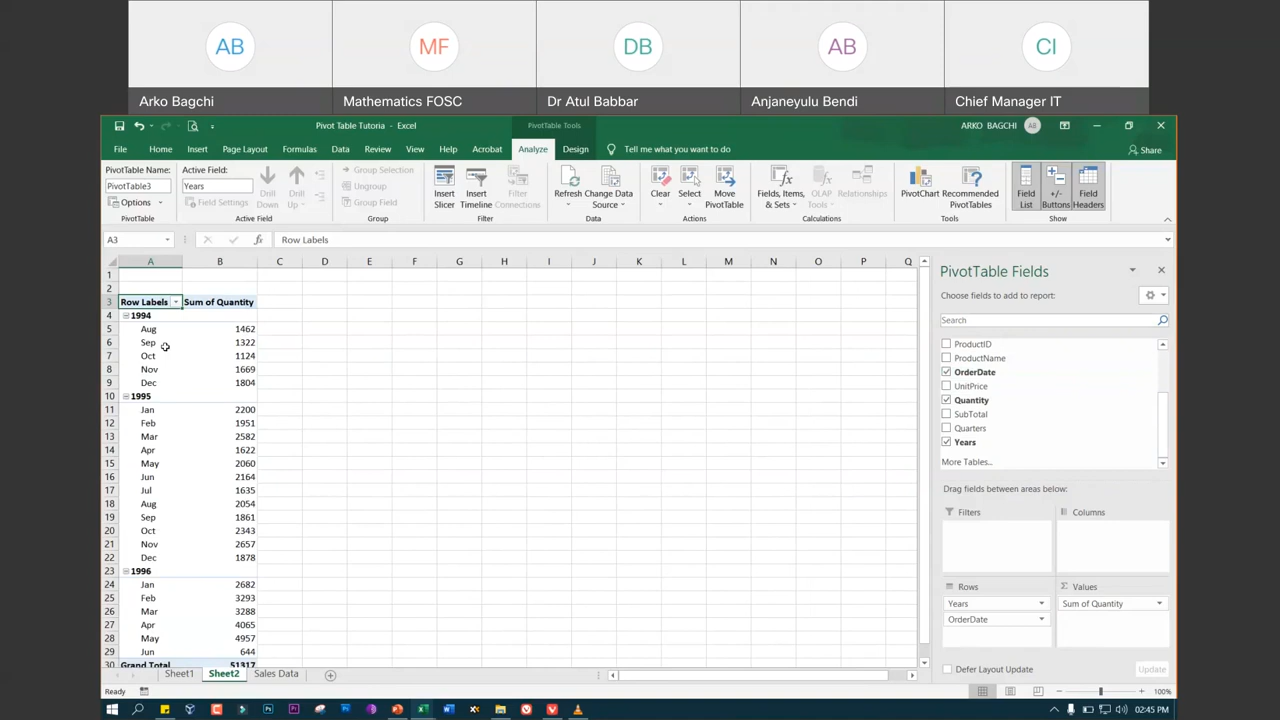 AB MF DB AB CI
Arko Bagchi Mathematics FOSC Dr Atul Babbar Anjaneyulu Bendi Chief Manager IT
Pivot Table Tutoria - Excel PivotTable Tools ARKO BAGCHI AB
File Home Insert Page Layout Formulas Data Review View Help Acrobat Analyze Design Tell me what you want to do Share
PivotTable Name:
PivotTable3
Options
PivotTable
Active Field:
Years
Field Settings
Drill Down
Drill Up
Active Field
Group Selection
Ungroup
Group Field
Group
Insert Slicer
Insert Timeline
Filter Connections
Filter
Refresh
Change Data Source
Data
Clear
Select
Move PivotTable
Actions
Fields, Items, & Sets
OLAP Tools
Relationships
Calculations
PivotChart
Recommended PivotTables
Tools
Field List
+/- Buttons
Field Headers
Show
A3 fx Row Labels
A B C D E F G H I J K L M N O P Q
1
2
3 Row Labels Sum of Quantity
4 1994
5 Aug 1462
6 Sep 1322
7 Oct 1124
8 Nov 1669
9 Dec 1804
10 1995
11 Jan 2200
12 Feb 1951
13 Mar 2582
14 Apr 1622
15 May 2060
16 Jun 2164
17 Jul 1635
18 Aug 2054
19 Sep 1861
20 Oct 2343
21 Nov 2657
22 Dec 1878
23 1996
24 Jan 2682
25 Feb 3293
26 Mar 3288
27 Apr 4065
28 May 4957
29 Jun 644
30 Grand Total 51317
PivotTable Fields
Choose fields to add to report:
Search
ProductID
ProductName
OrderDate
UnitPrice
Quantity
SubTotal
Quarters
Years
More Tables...
Drag fields between areas below:
Filters Columns
Rows Σ Values
Years Sum of Quantity
OrderDate
Defer Layout Update Update
Sheet1 Sheet2 Sales Data
Ready 100%
02:45 PM